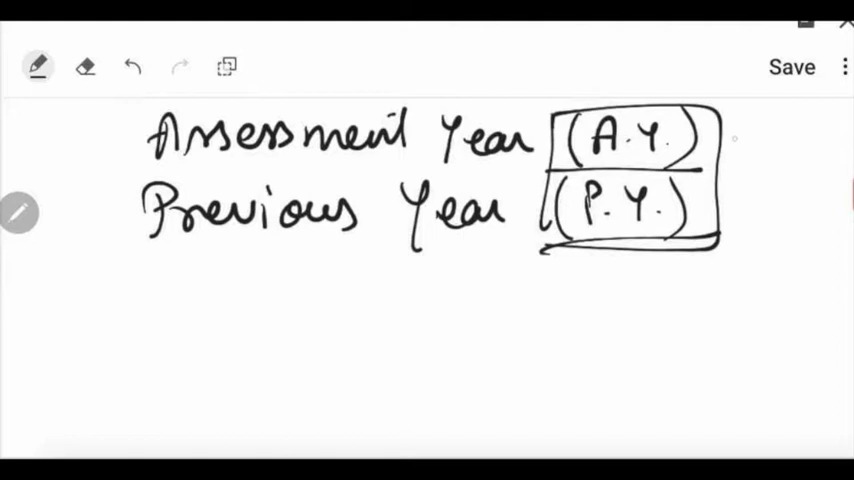 Save
Assessment Year (A.Y.)
Previous Year (P.Y.)